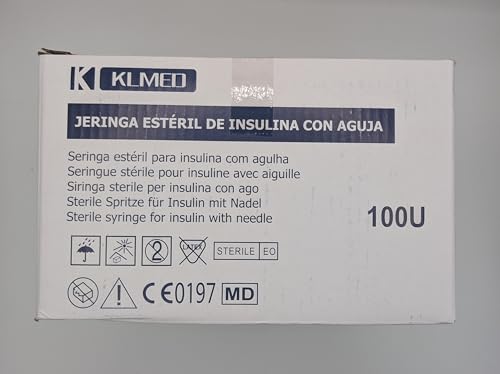 K KLMED
JERINGA ESTÉRIL DE INSULINA CON AGUJA
Seringa estéril para insulina com agulha
Seringue stérile pour insuline avec aiguille
Siringa sterile per insulina con ago
Sterile Spritze für Insulin mit Nadel
Sterile syringe for insulin with needle
100U
2 LATEX STERILE EO
CE0197 MD